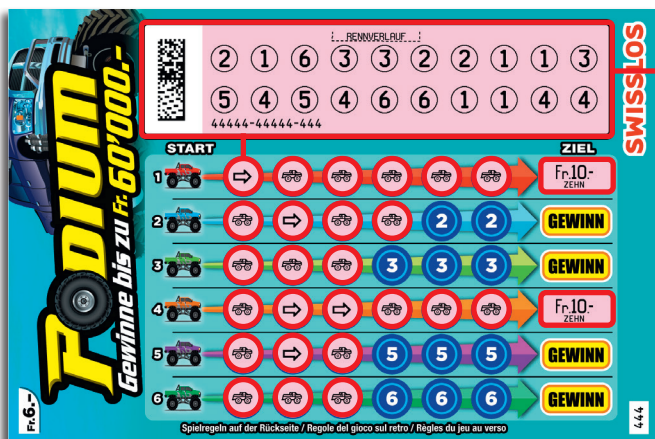 PODIUM
Gewinne bis zu Fr. 60'000.-
Fr.6.-
RENNVERLAUF
2 1 6 3 3 2 2 1 1 3
5 4 5 4 6 6 1 1 4 4
44444-44444-444
SWISSLOS
START ZIEL
1 Fr.10.-
ZEHN
2 2 2 GEWINN
3 3 3 3 GEWINN
4 Fr.10.-
ZEHN
5 5 5 5 GEWINN
6 6 6 6 GEWINN
Spielregeln auf der Rückseite / Regole del gioco sul retro / Règles du jeu au verso
444